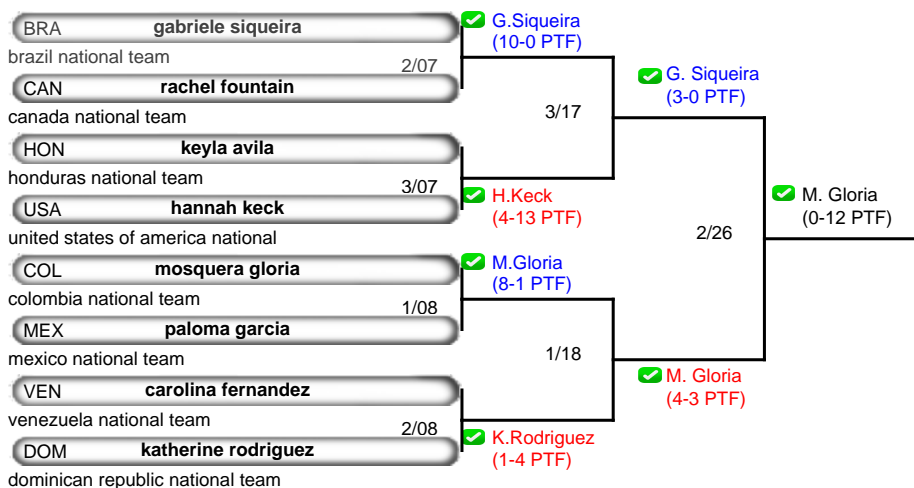 BRA gabriele siqueira
brazil national team
2/07
CAN rachel fountain
canada national team
HON keyla avila
honduras national team
3/07
USA hannah keck
united states of america national
COL mosquera gloria
colombia national team
1/08
MEX paloma garcia
mexico national team
VEN carolina fernandez
venezuela national team
2/08
DOM katherine rodriguez
dominican republic national team
G.Siqueira
(10-0 PTF)
3/17
H.Keck
(4-13 PTF)
M.Gloria
(8-1 PTF)
1/18
K.Rodriguez
(1-4 PTF)
G. Siqueira
(3-0 PTF)
2/26
M. Gloria
(4-3 PTF)
M. Gloria
(0-12 PTF)